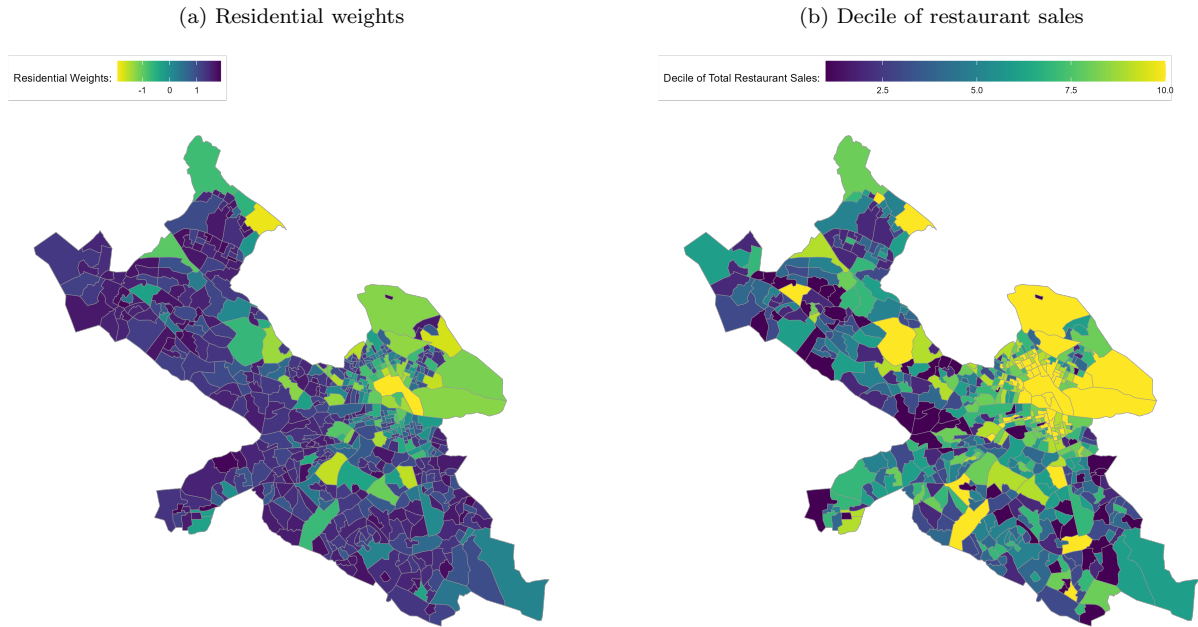 (a) Residential weights
(b) Decile of restaurant sales
Residential Weights:
-1 0 1
Decile of Total Restaurant Sales:
2.5 5.0 7.5 10.0